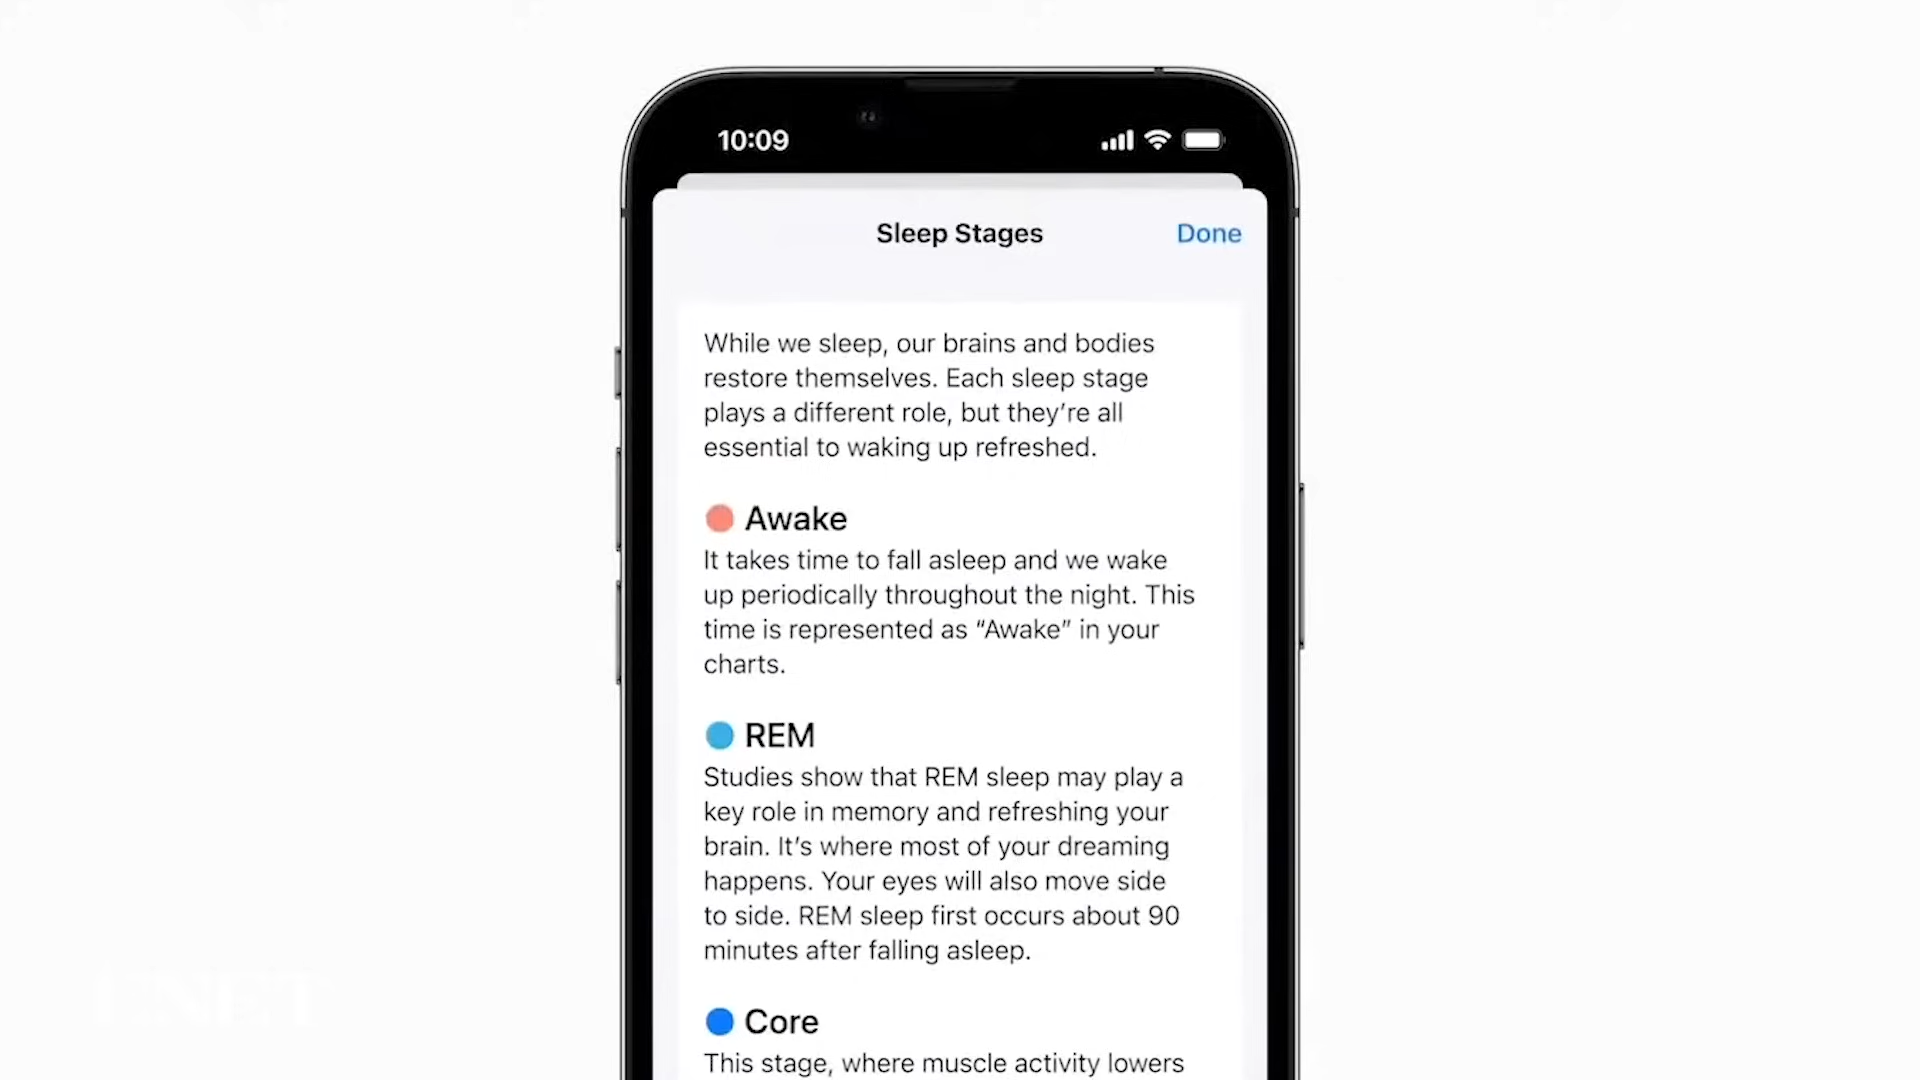 10:09
Sleep Stages
Done
While we sleep, our brains and bodies
restore themselves. Each sleep stage
plays a different role, but they’re all
essential to waking up refreshed.
Awake
It takes time to fall asleep and we wake
up periodically throughout the night. This
time is represented as “Awake” in your
charts.
REM
Studies show that REM sleep may play a
key role in memory and refreshing your
brain. It’s where most of your dreaming
happens. Your eyes will also move side
to side. REM sleep first occurs about 90
minutes after falling asleep.
Core
This stage, where muscle activity lowers
CNET